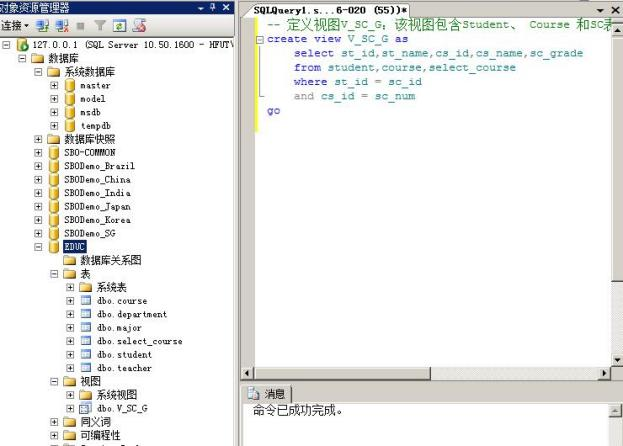 对象资源管理器
连接
127.0.0.1 (SQL Server 10.50.1600 - HFUTV
数据库
系统数据库
master
model
msdb
tempdb
数据库快照
SBO-COMMON
SBODemo_Brazil
SBODemo_China
SBODemo_India
SBODemo_Japan
SBODemo_Korea
SBODemo_SG
EDUC
数据库关系图
表
系统表
dbo.course
dbo.department
dbo.major
dbo.select_course
dbo.student
dbo.teacher
视图
系统视图
dbo.V_SC_G
同义词
可编程性
SQLQuery1.s...6-020 (55))*
-- 定义视图V_SC_G：该视图包含Student、 Course 和SC表
create view V_SC_G as
select st_id,st_name,cs_id,cs_name,sc_grade
from student,course,select_course
where st_id = sc_id
and cs_id = sc_num
go
消息
命令已成功完成。